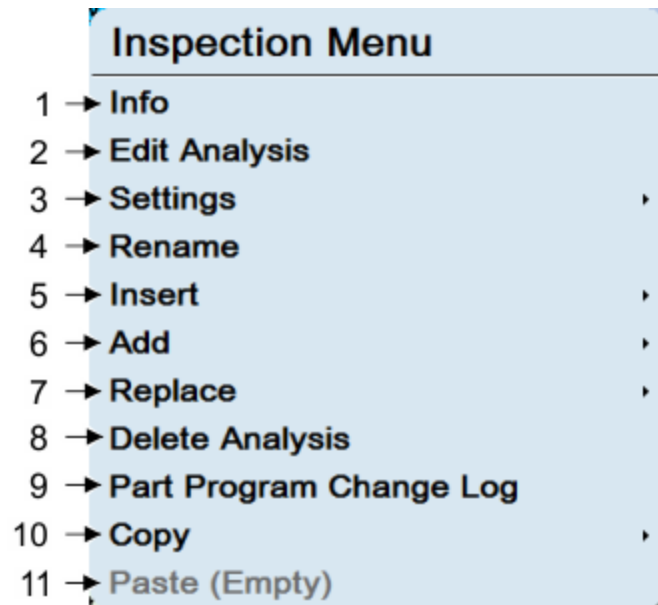 Inspection Menu
1 Info
2 Edit Analysis
3 Settings
4 Rename
5 Insert
6 Add
7 Replace
8 Delete Analysis
9 Part Program Change Log
10 Copy
11 Paste (Empty)